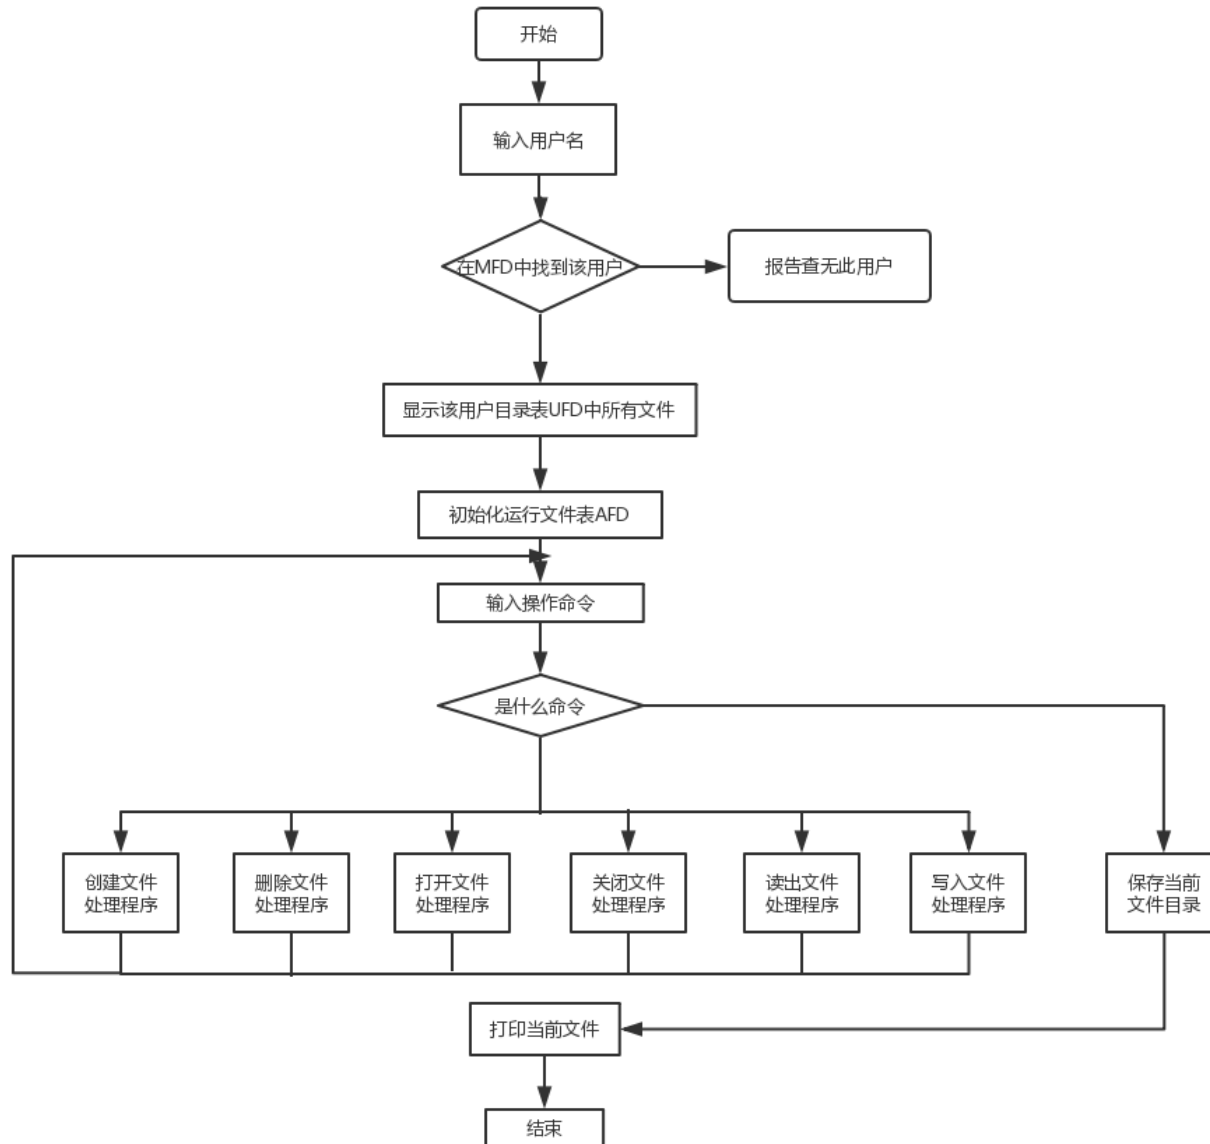 开始
输入用户名
在MFD中找到该用户
报告查无此用户
显示该用户目录表UFD中所有文件
初始化运行文件表AFD
输入操作命令
是什么命令
创建文件
处理程序
删除文件
处理程序
打开文件
处理程序
关闭文件
处理程序
读出文件
处理程序
写入文件
处理程序
保存当前
文件目录
打印当前文件
结束